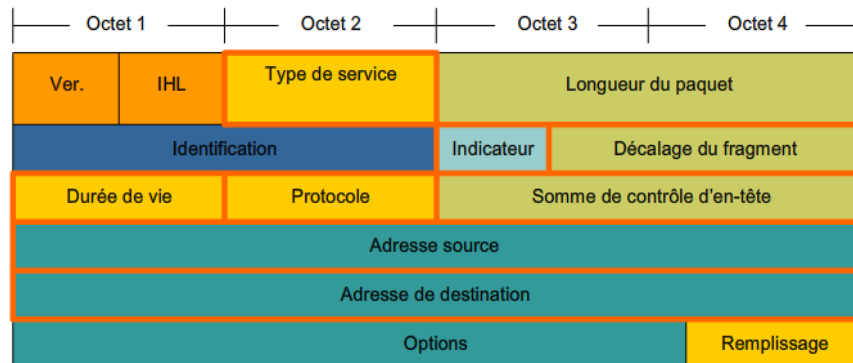 Octet 1 Octet 2 Octet 3 Octet 4
Ver. IHL Type de service Longueur du paquet
Identification Indicateur Décalage du fragment
Durée de vie Protocole Somme de contrôle d'en-tête
Adresse source
Adresse de destination
Options Remplissage